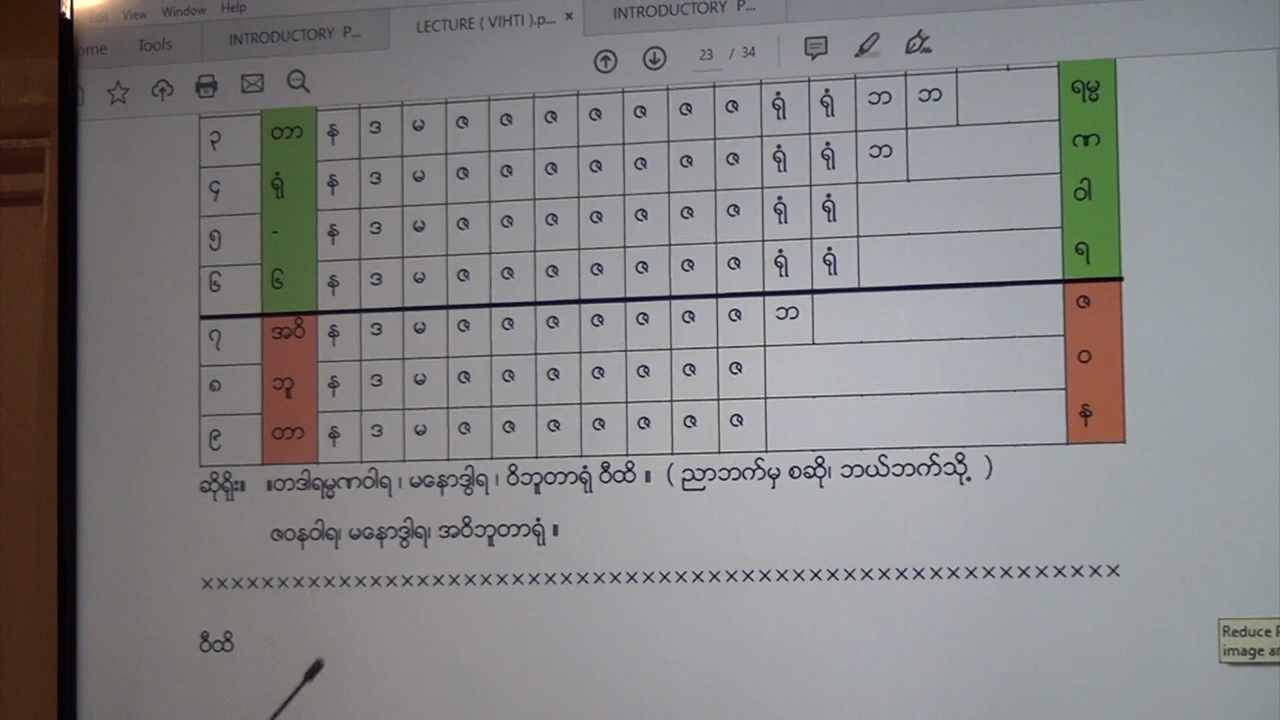 Edit View Window Help
ome Tools INTRODUCTORY P... LECTURE ( VIHTI ).p... × INTRODUCTORY P...
23 / 34
၃ တာ န ဒ မ ဇ ဇ ဇ ဇ ဇ ဇ ဇ ရုံ ရုံ ဘ ဘ ရမ္မ
၄ ရုံ န ဒ မ ဇ ဇ ဇ ဇ ဇ ဇ ဇ ရုံ ရုံ ဘ ဏ
၅ - န ဒ မ ဇ ဇ ဇ ဇ ဇ ဇ ဇ ရုံ ရုံ ဝါ
၆ ၆ န ဒ မ ဇ ဇ ဇ ဇ ဇ ဇ ဇ ရုံ ရုံ ရ
၇ အဝိ န ဒ မ ဇ ဇ ဇ ဇ ဇ ဇ ဇ ဘ ဇ
၈ ဘူ န ဒ မ ဇ ဇ ဇ ဇ ဇ ဇ ဇ ဝ
၉ တာ န ဒ မ ဇ ဇ ဇ ဇ ဇ ဇ ဇ န
ဆိုရိုး။ ။တဒါရမ္မဏဝါရ ၊ မနောဒွါရ ၊ ဝိဘူတာရုံ ဝီထိ ။ ( ညာဘက်မှ စဆို၊ ဘယ်ဘက်သို့ )
ဇဝနဝါရ၊ မနောဒွါရ၊ အဝိဘူတာရုံ ။
××××××××××××××××××××××××××××××××××××××××××××××××××××××××
ဝီထိ
Reduce
image